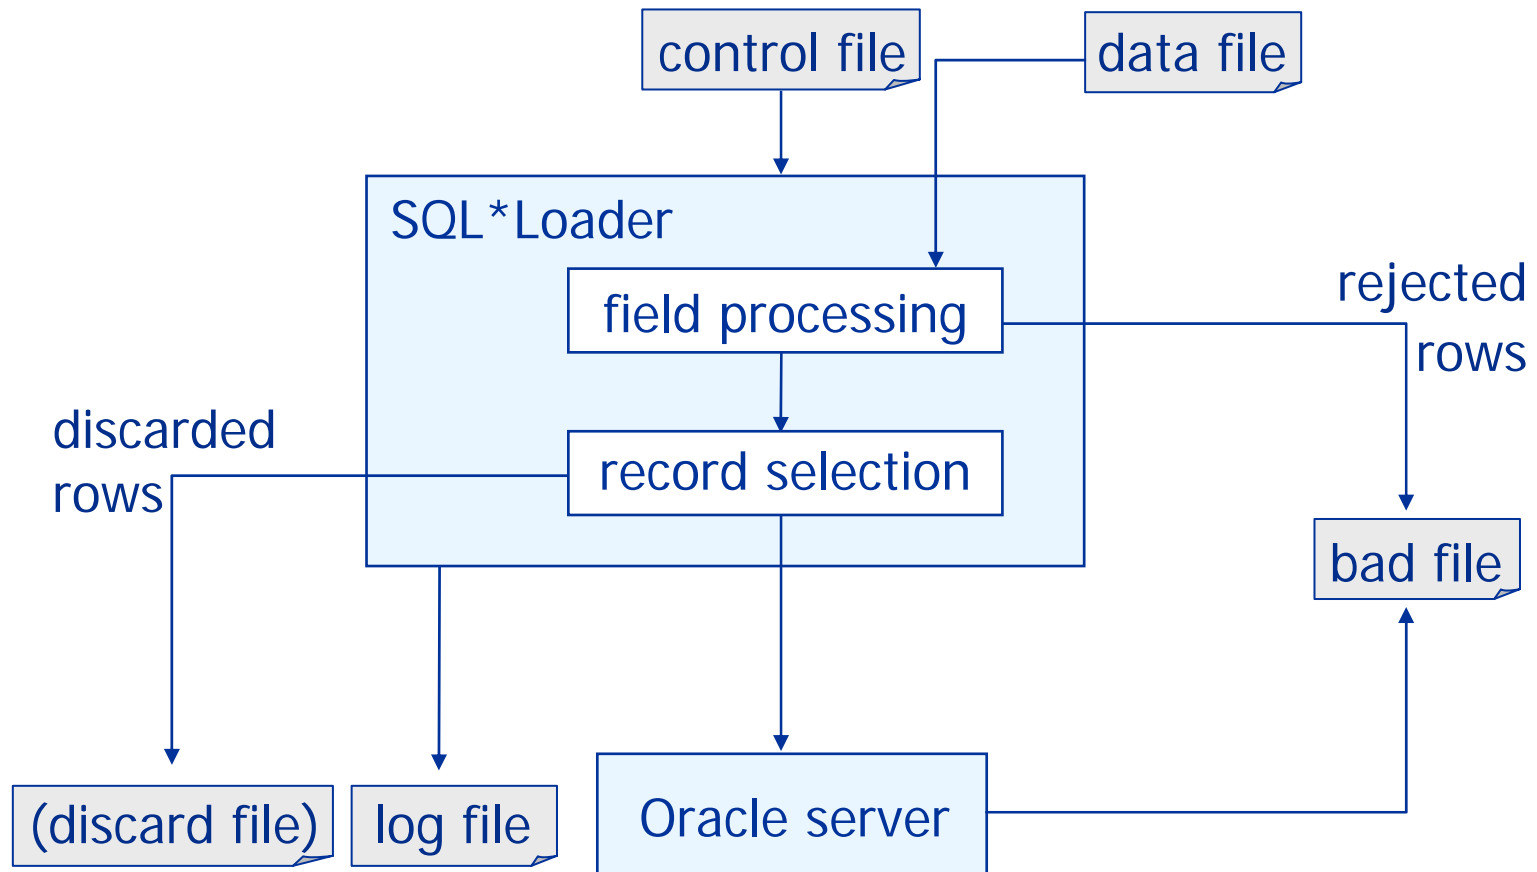 control file
data file
SQL*Loader
field processing
rejected
rows
discarded
rows
record selection
bad file
(discard file)
log file
Oracle server